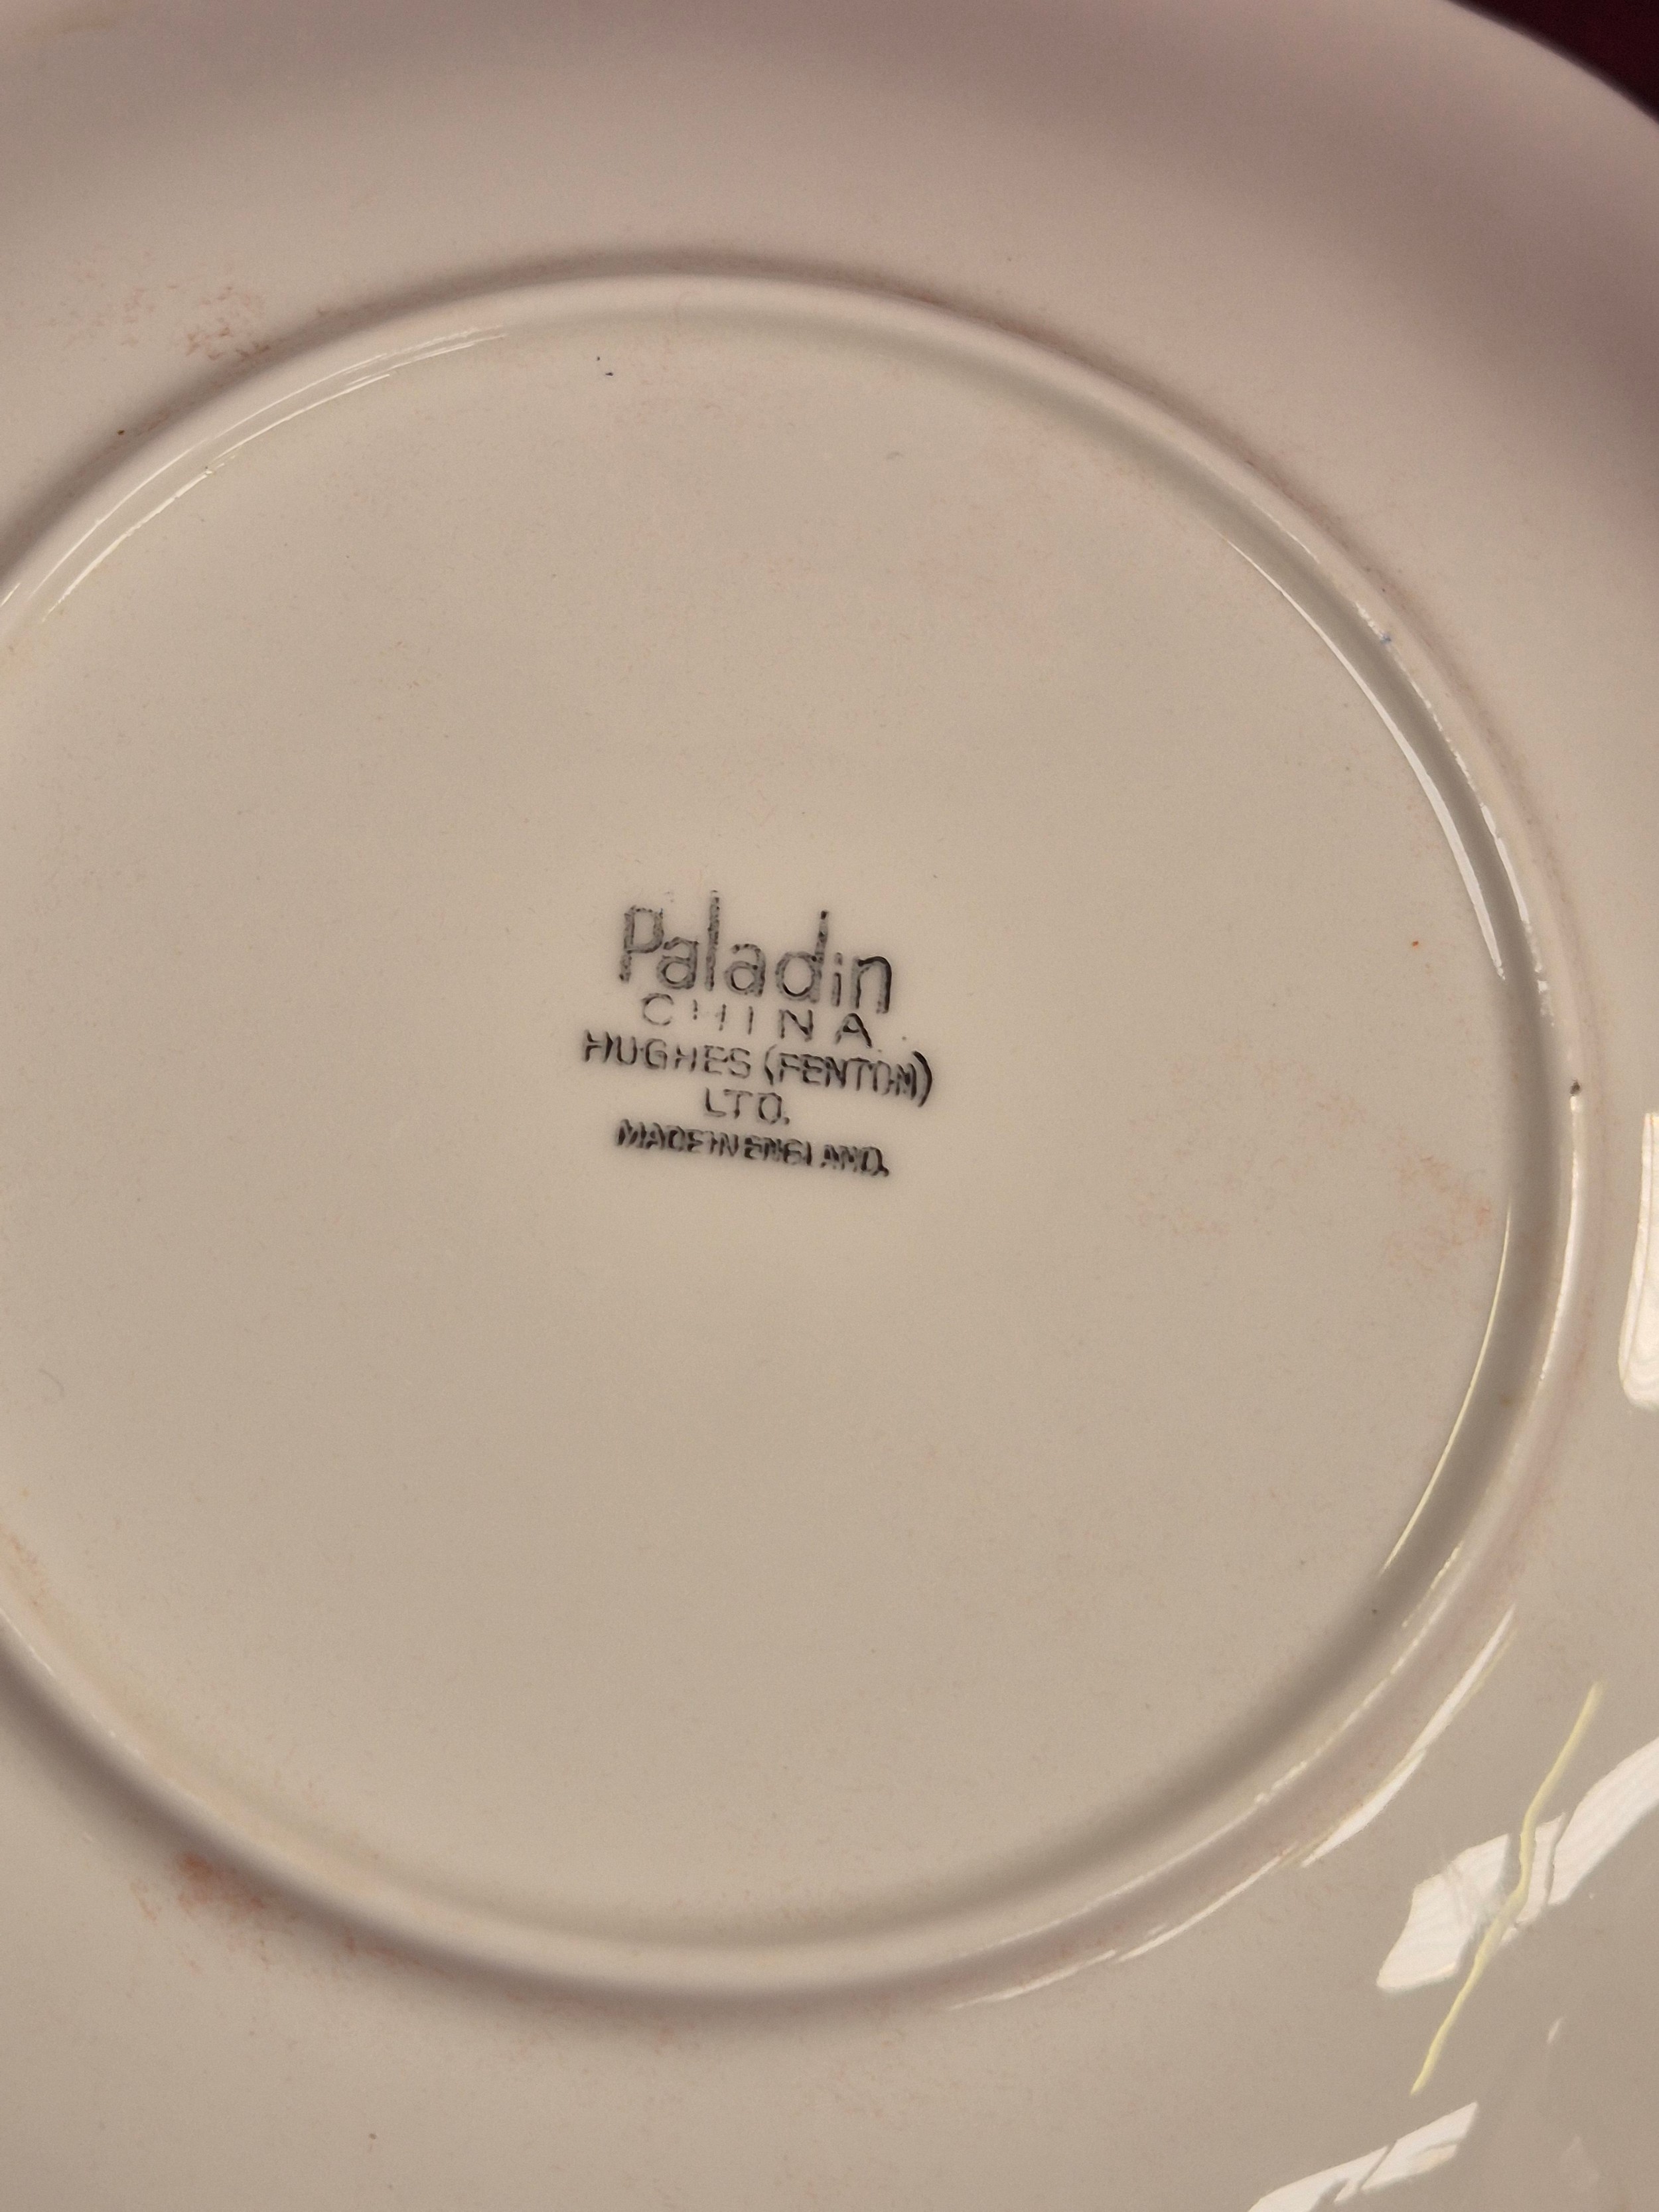 Paladin
CHINA
HUGHES (FENTON)
LTD.
MADE IN ENGLAND.